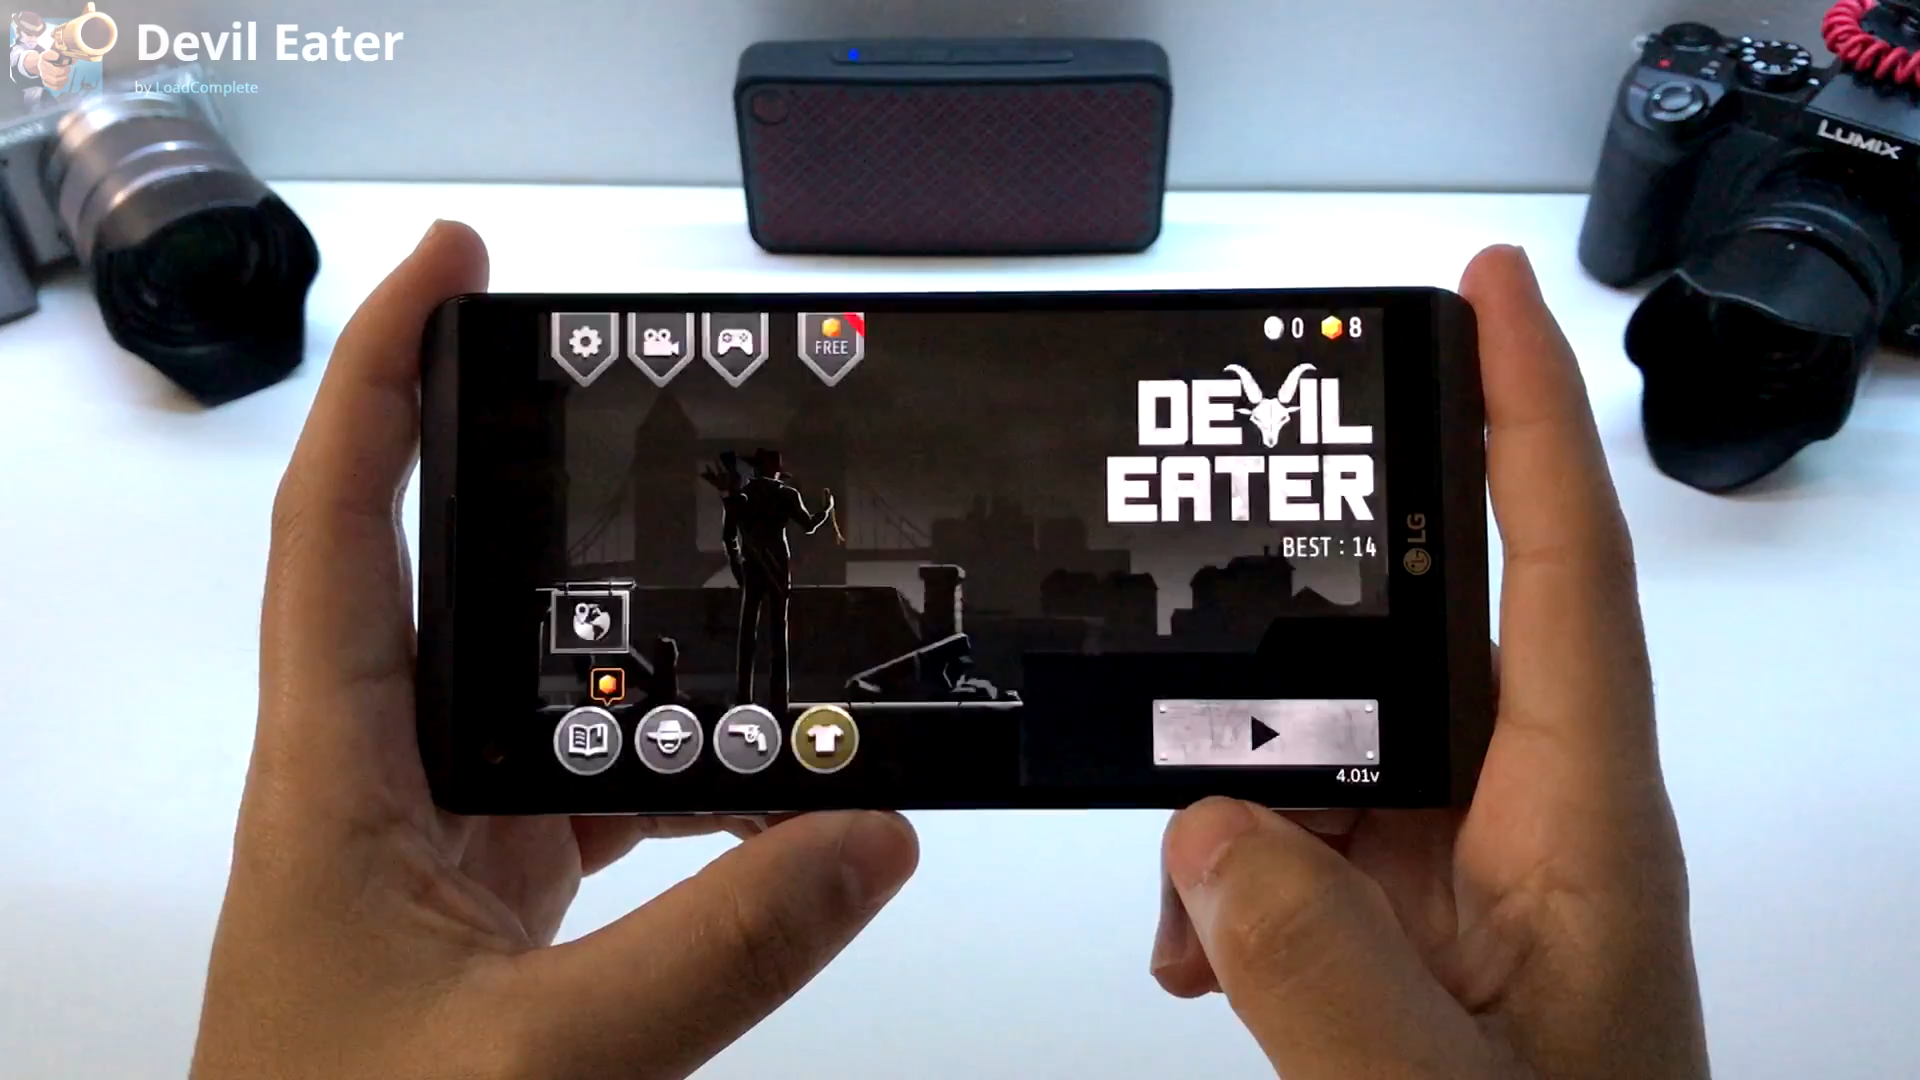 Devil Eater
by LoadComplete
LUMIX
FREE
0
8
DEVIL
EATER
BEST : 14
LG
4.01v